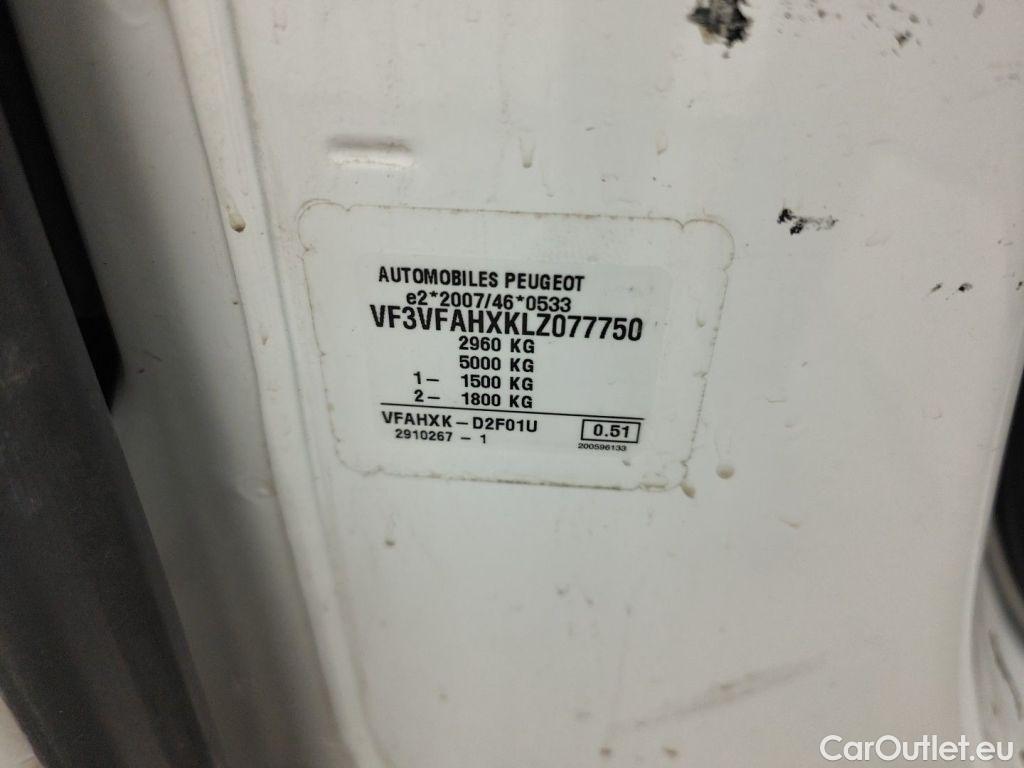 AUTOMOBILES PEUGEOT
e2*2007/46*0533
VF3VFAHXKLZ077750
2960 KG
5000 KG
1- 1500 KG
2- 1800 KG
VFAHXK-D2F01U 0.51
2910267 - 1 200596133
CarOutlet.eu